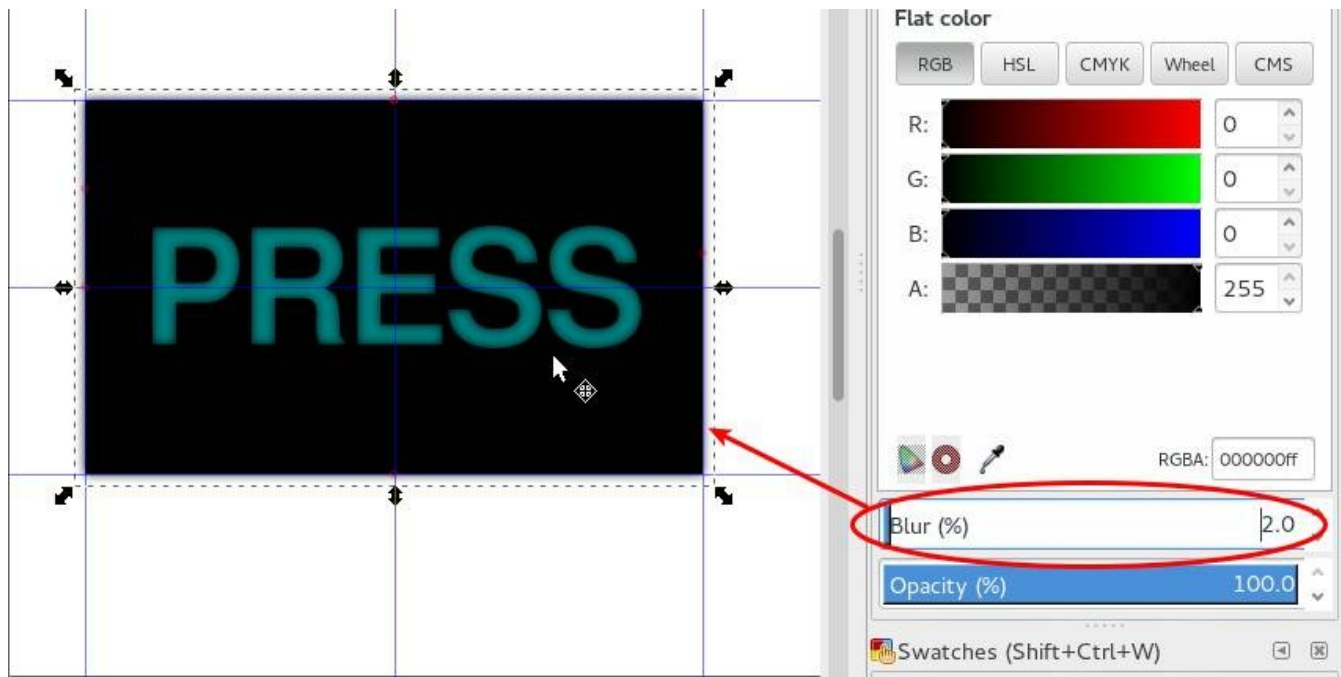 Flat color
RGB HSL CMYK Wheel CMS
R: 0
G: 0
B: 0
A: 255
PRESS
RGBA: 000000ff
Blur (%) 2.0
Opacity (%) 100.0
Swatches (Shift+Ctrl+W)